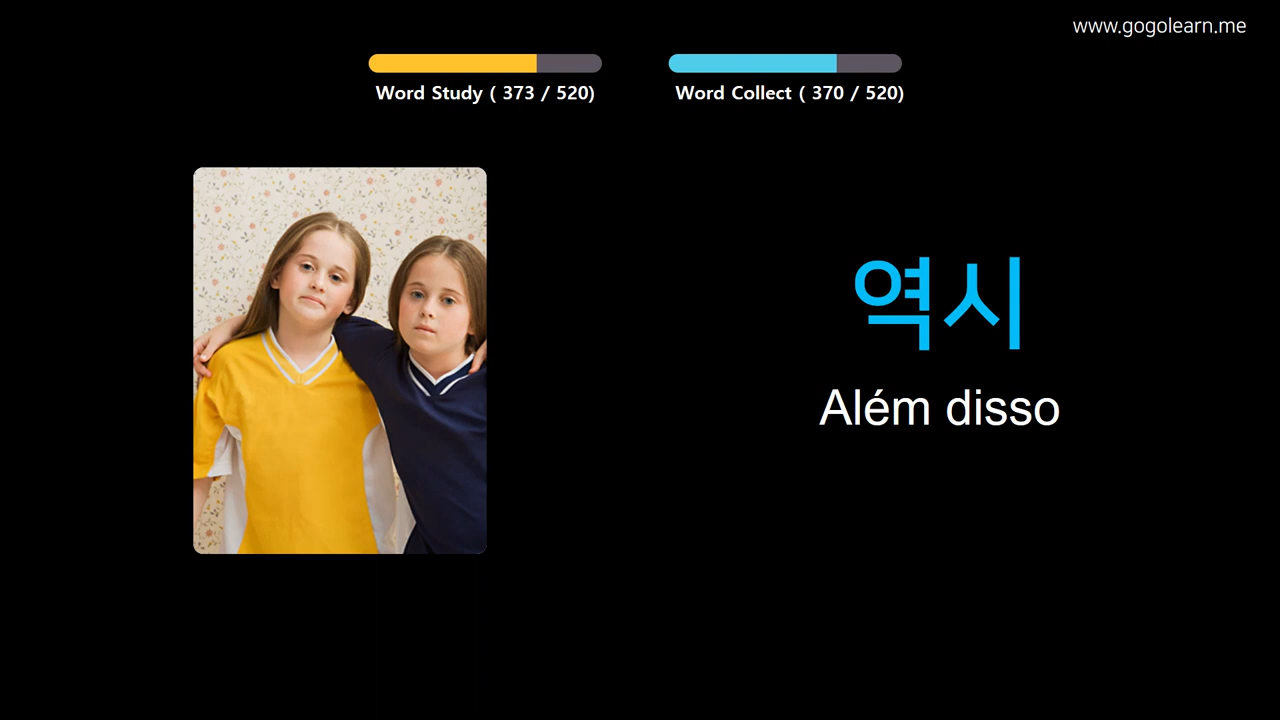 www.gogolearn.me
Word Study ( 373 / 520)
Word Collect ( 370 / 520)
역시
Além disso